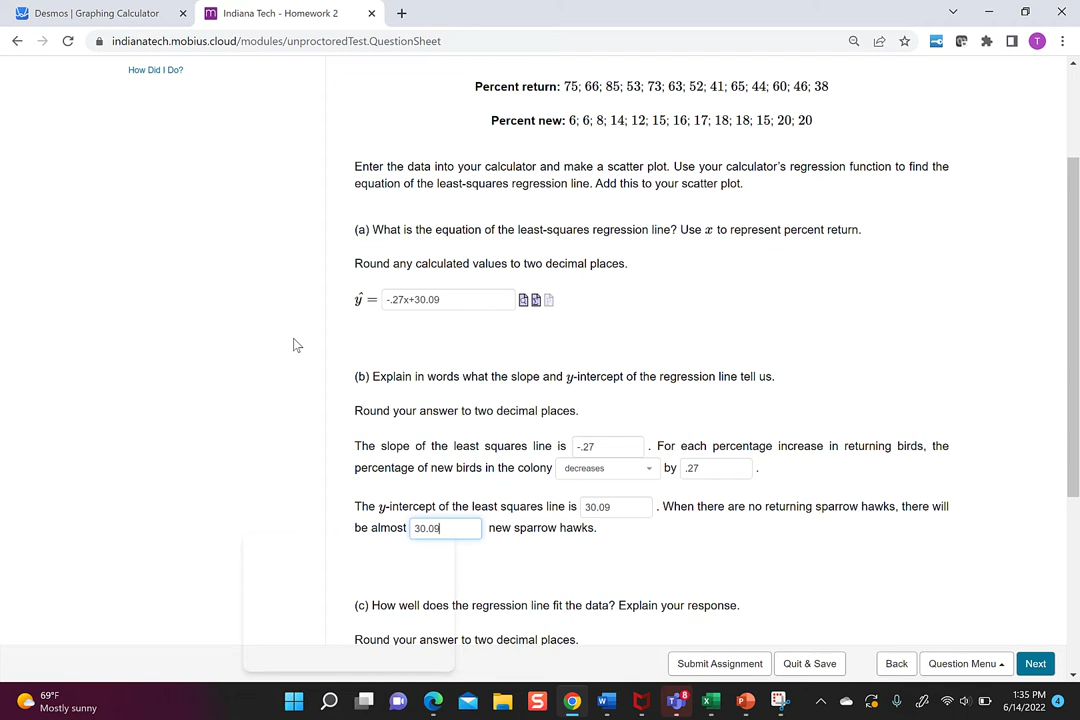 Desmos | Graphing Calculator
Indiana Tech - Homework 2
indianatech.mobius.cloud/modules/unproctoredTest.QuestionSheet
T
How Did I Do?
Percent return: 75; 66; 85; 53; 73; 63; 52; 41; 65; 44; 60; 46; 38
Percent new: 6; 6; 8; 14; 12; 15; 16; 17; 18; 18; 15; 20; 20
Enter the data into your calculator and make a scatter plot. Use your calculator's regression function to find the
equation of the least-squares regression line. Add this to your scatter plot.
(a) What is the equation of the least-squares regression line? Use x to represent percent return.
Round any calculated values to two decimal places.
ŷ = -.27x+30.09
(b) Explain in words what the slope and y-intercept of the regression line tell us.
Round your answer to two decimal places.
The slope of the least squares line is -.27 . For each percentage increase in returning birds, the
percentage of new birds in the colony decreases by .27 .
The y-intercept of the least squares line is 30.09 . When there are no returning sparrow hawks, there will
be almost 30.09 new sparrow hawks.
(c) How well does the regression line fit the data? Explain your response.
Round your answer to two decimal places.
Submit Assignment Quit & Save Back Question Menu Next
69°F
Mostly sunny
8
1:35 PM
6/14/2022
4